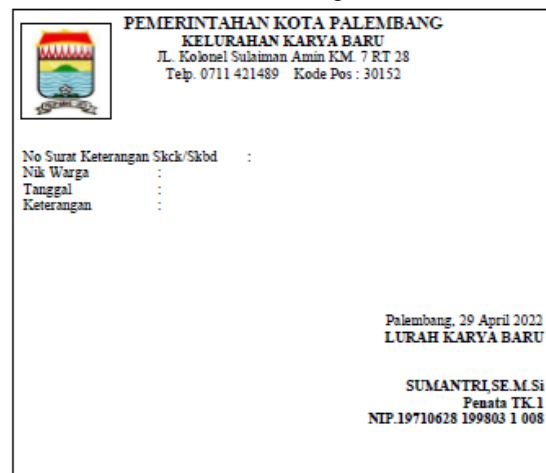 PEMERINTAHAN KOTA PALEMBANG
KELURAHAN KARYA BARU
JL. Kolonel Sulaiman Amin KM. 7 RT 28
Telp. 0711 421489 Kode Pos : 30152
No Surat Keterangan Skck/Skbd :
Nik Warga :
Tanggal :
Keterangan :
Palembang, 29 April 2022
LURAH KARYA BARU
SUMANTRI,SE.M.Si
Penata TK.1
NIP.19710628 199803 1 008